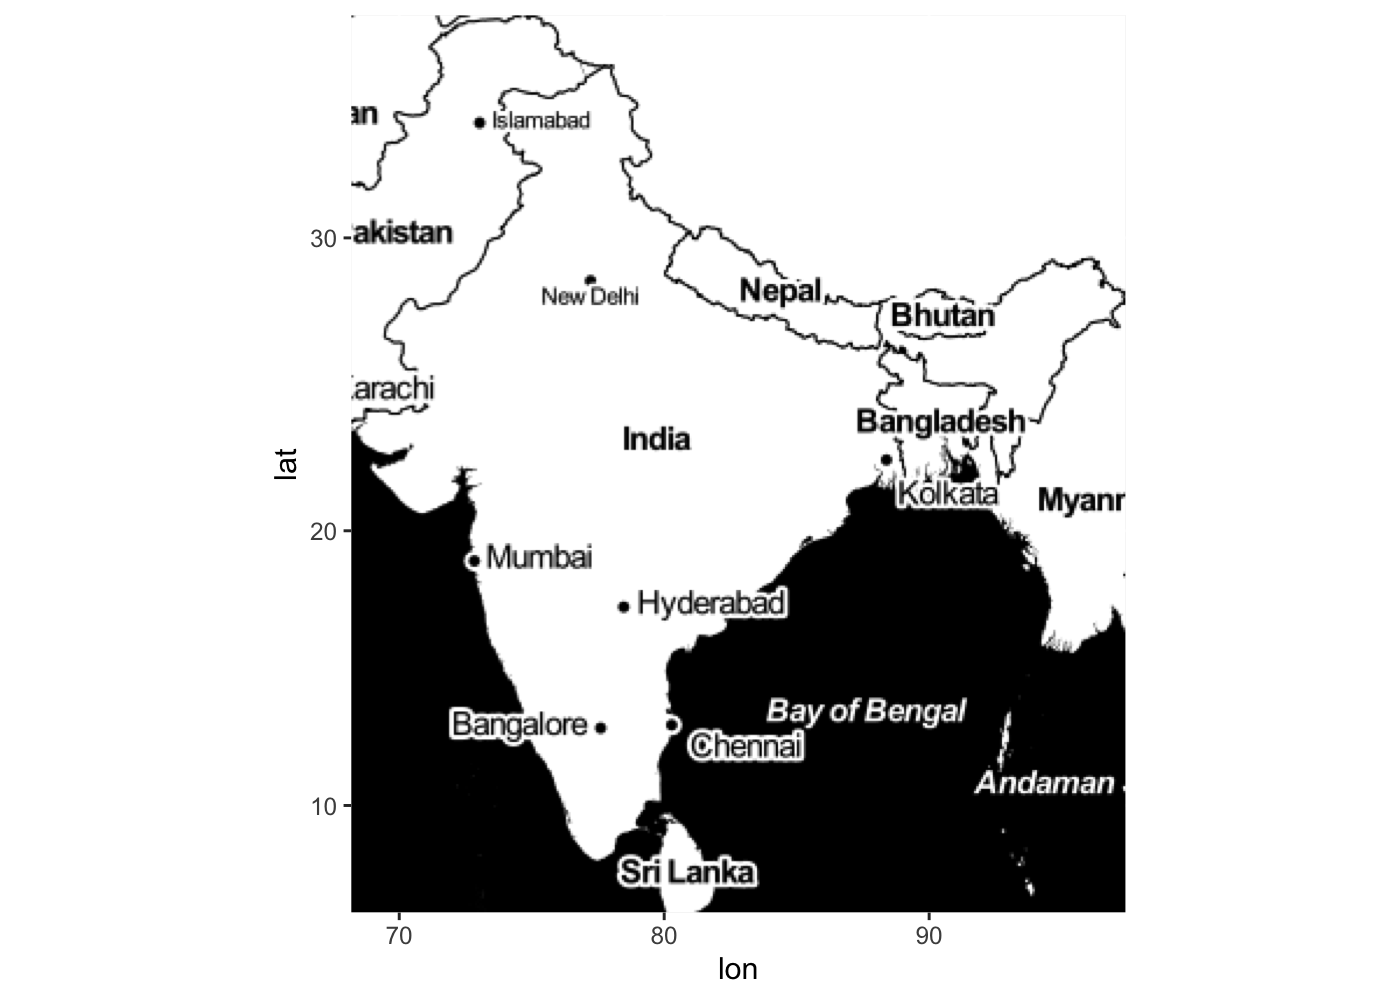 an
Islamabad
akistan
30
Nepal
New Delhi
Bhutan
arachi
Bangladesh
India
lat
Kolkata
Myanr
20
Mumbai
Hyderabad
Bay of Bengal
Bangalore
Chennai
Andaman
10
Sri Lanka
70
80
90
lon